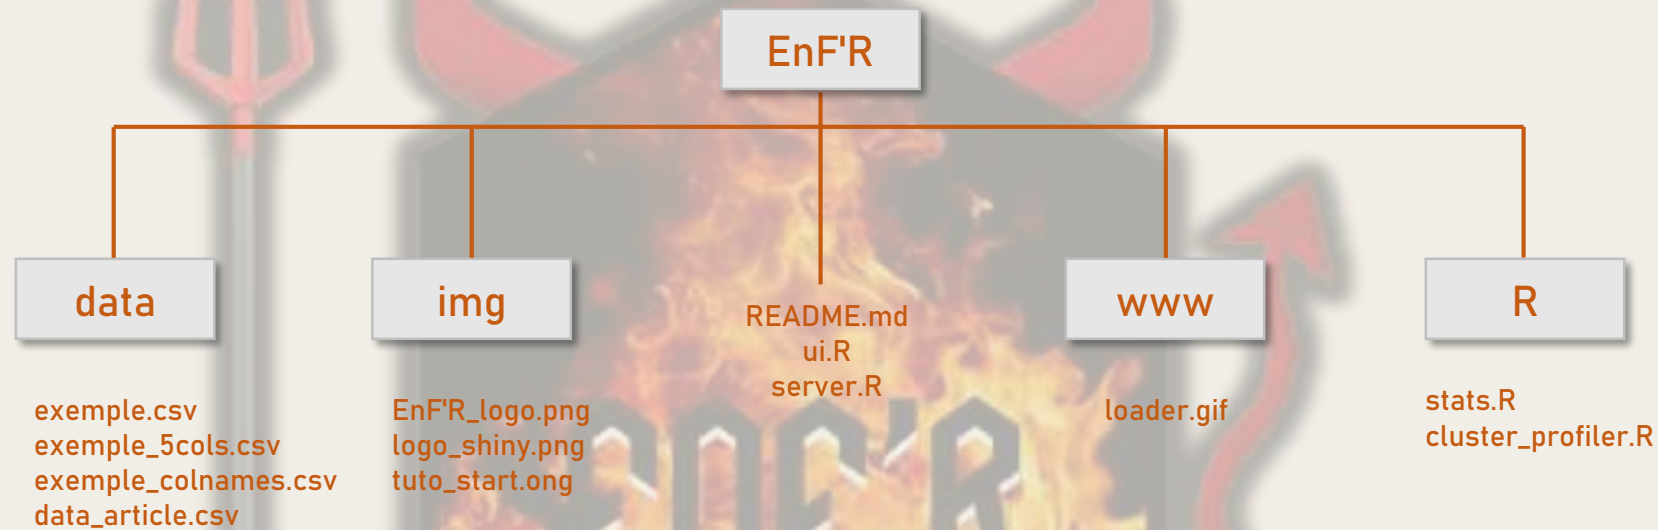 EnF'R
data
img
README.md
ui.R
server.R
www
R
exemple.csv
exemple_5cols.csv
exemple_colnames.csv
data_article.csv
EnF'R_logo.png
logo_shiny.png
tuto_start.ong
loader.gif
stats.R
cluster_profiler.R
ENF'R